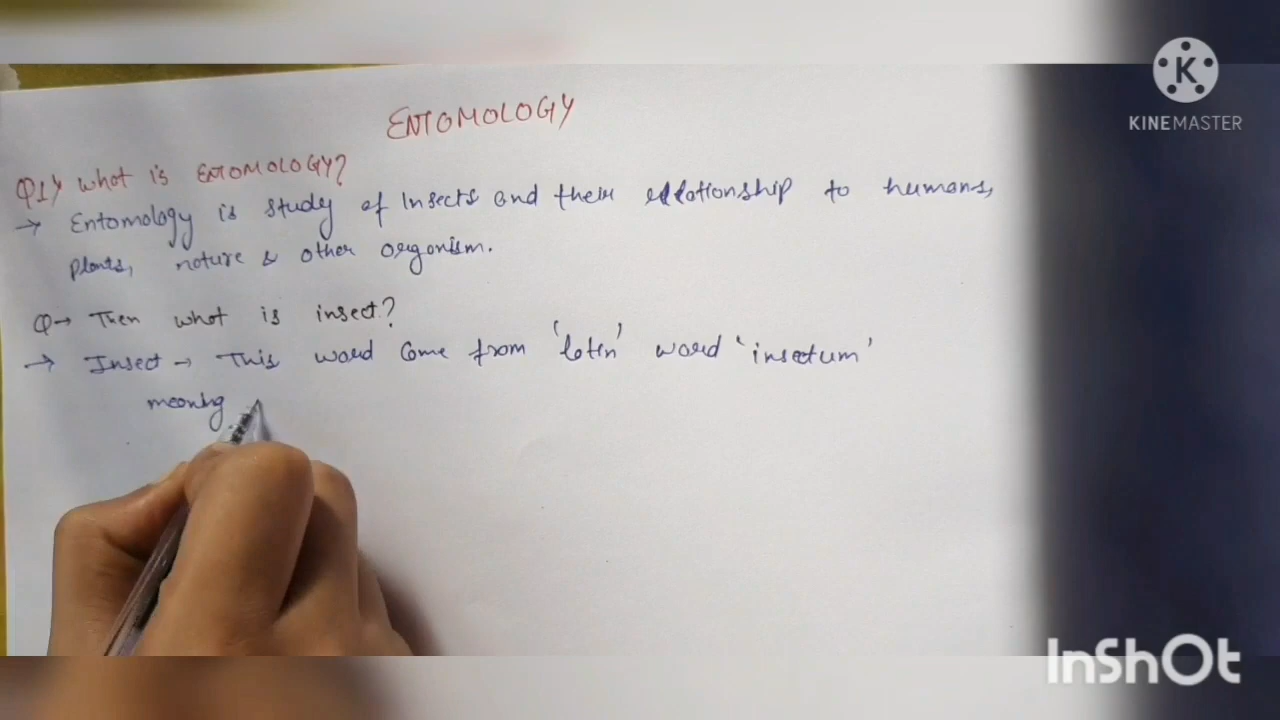 ENTOMOLOGY
Q1 what is ENTOMOLOGY?
→ Entomology is study of Insects and their relationship to humans,
plants, nature & other organism.
Q→ Then what is insect?
→ Insect → This word come from 'laten' word 'insectum'
meaning
K
KINEMASTER
InShOt